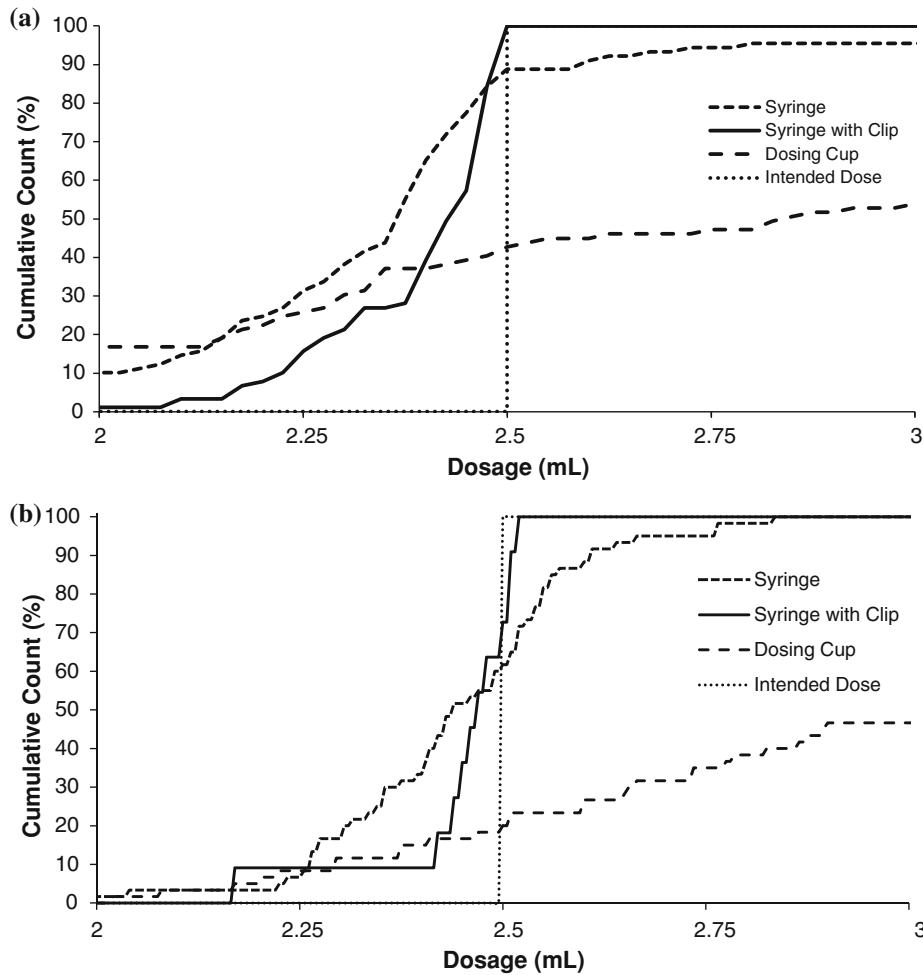 (a)
100
90
80
70
60
50
40
30
20
10
0
Cumulative Count (%)
Syringe
Syringe with Clip
Dosing Cup
Intended Dose
2
2.25
2.5
2.75
3
Dosage (mL)
(b)
100
90
80
70
60
50
40
30
20
10
0
Cumulative Count (%)
Syringe
Syringe with Clip
Dosing Cup
Intended Dose
2
2.25
2.5
2.75
3
Dosage (mL)